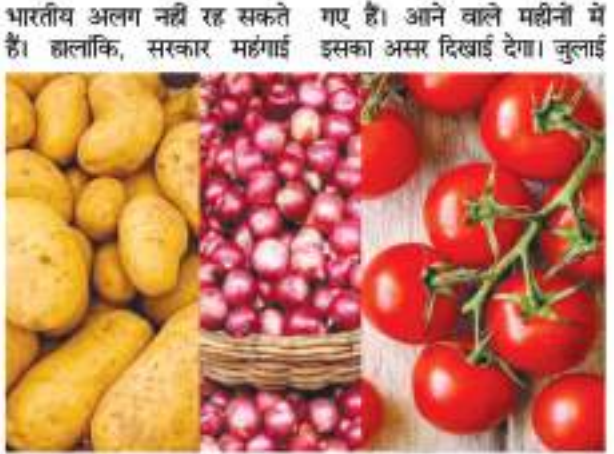 भारतीय अलग नहीं रह सकते
हैं। हालांकि, सरकार महंगाई
गए हैं। आने वाले महीनों में
इसका असर दिखाई देगा। जुलाई